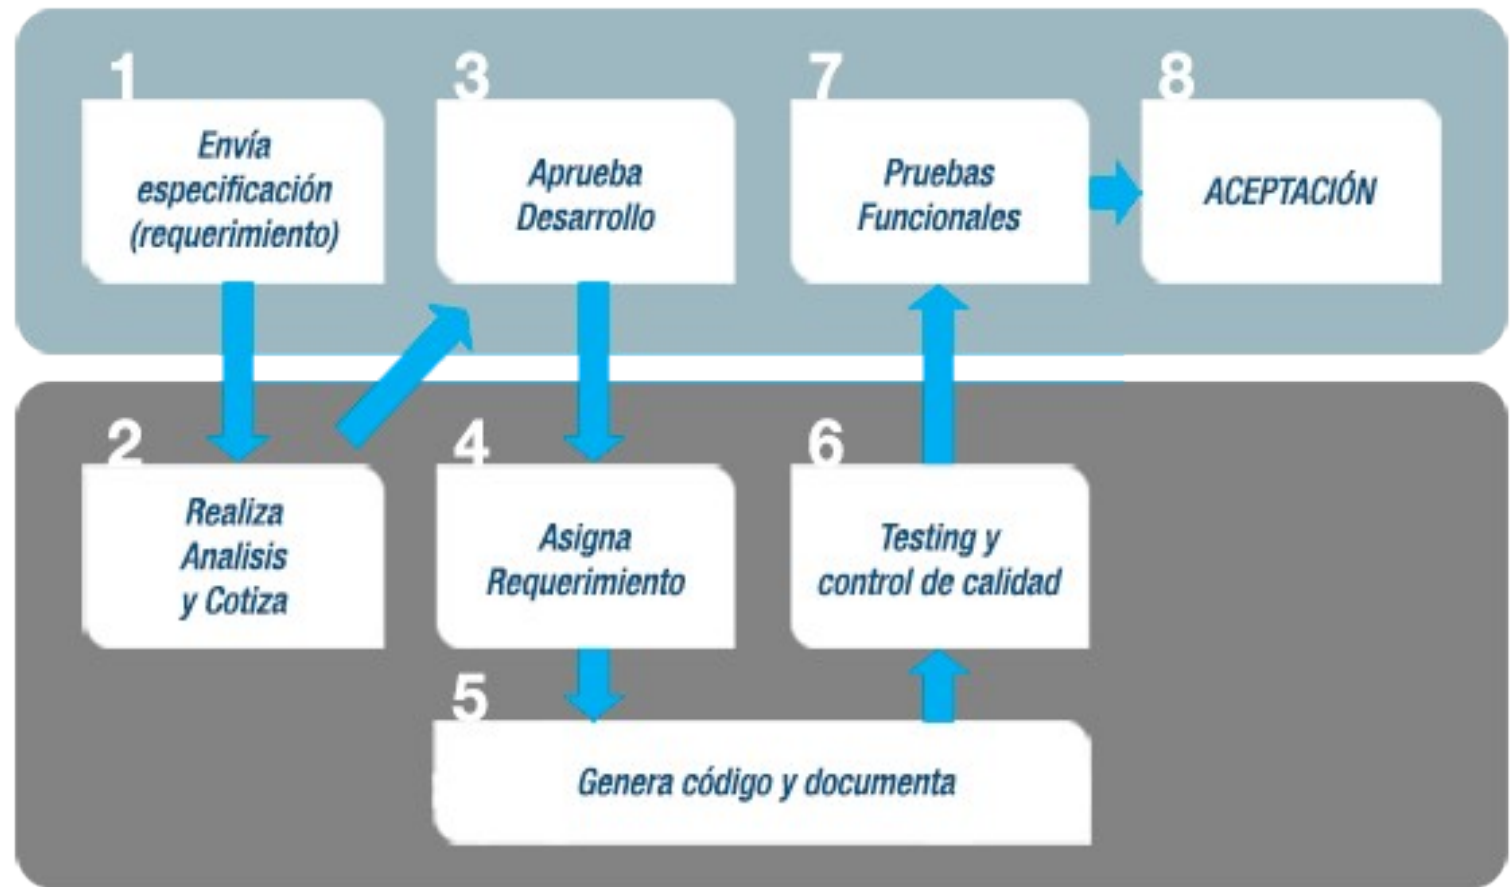 1
Envía
especificación
(requerimiento)
3
Aprueba
Desarrollo
7
Pruebas
Funcionales
8
ACEPTACIÓN
2
Realiza
Analisis
y Cotiza
4
Asigna
Requerimiento
6
Testing y
control de calidad
5
Genera código y documenta